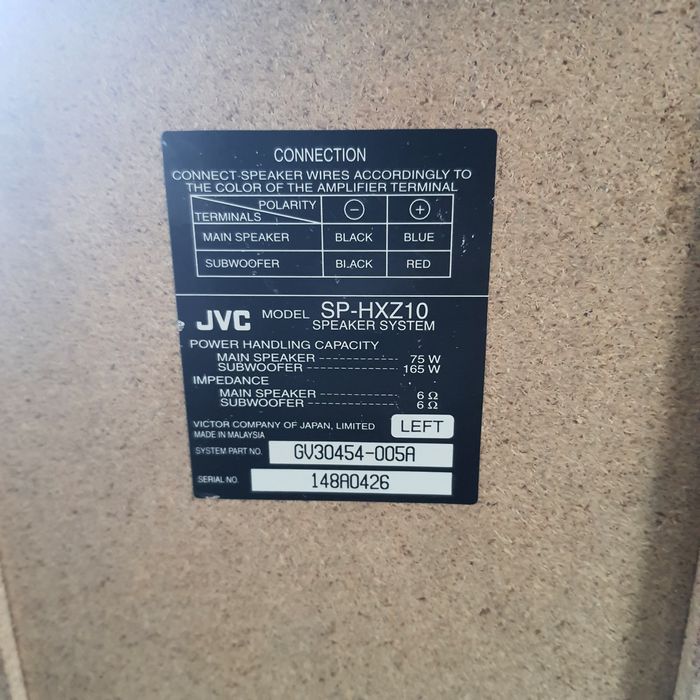 CONNECTION
CONNECT SPEAKER WIRES ACCORDINGLY TO
THE COLOR OF THE AMPLIFIER TERMINAL
POLARITY
TERMINALS
- +
MAIN SPEAKER BLACK BLUE
SUBWOOFER BLACK RED
JVC MODEL SP-HXZ10
SPEAKER SYSTEM
POWER HANDLING CAPACITY
MAIN SPEAKER ------------- 75 W
SUBWOOFER ------------- 165 W
IMPEDANCE
MAIN SPEAKER ------------- 6 Ω
SUBWOOFER ------------- 6 Ω
VICTOR COMPANY OF JAPAN, LIMITED LEFT
MADE IN MALAYSIA
SYSTEM PART NO. GV30454-005A
SERIAL NO. 148A0426